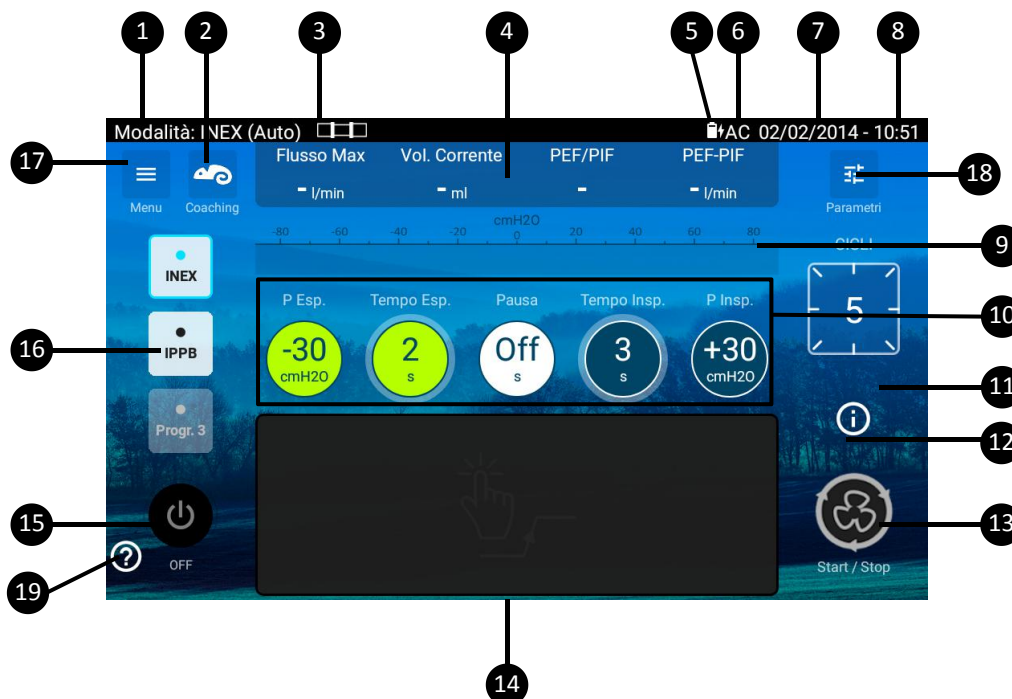 1 2 3 4 5 6 7 8
Modalità: INEX (Auto) AC 02/02/2014 - 10:51
17 18
Menu Coaching Parametri
Flusso Max Vol. Corrente PEF/PIF PEF-PIF
- l/min - ml - - l/min
cmH2O
-80 -60 -40 -20 0 20 40 60 80
9
CICLI
5
INEX
16
IPPB
Progr. 3
P Esp. Tempo Esp. Pausa Tempo Insp. P Insp.
-30 2 Off 3 +30
cmH2O s s s cmH2O
10
11
12
13
Start / Stop
15
OFF
19
?
14